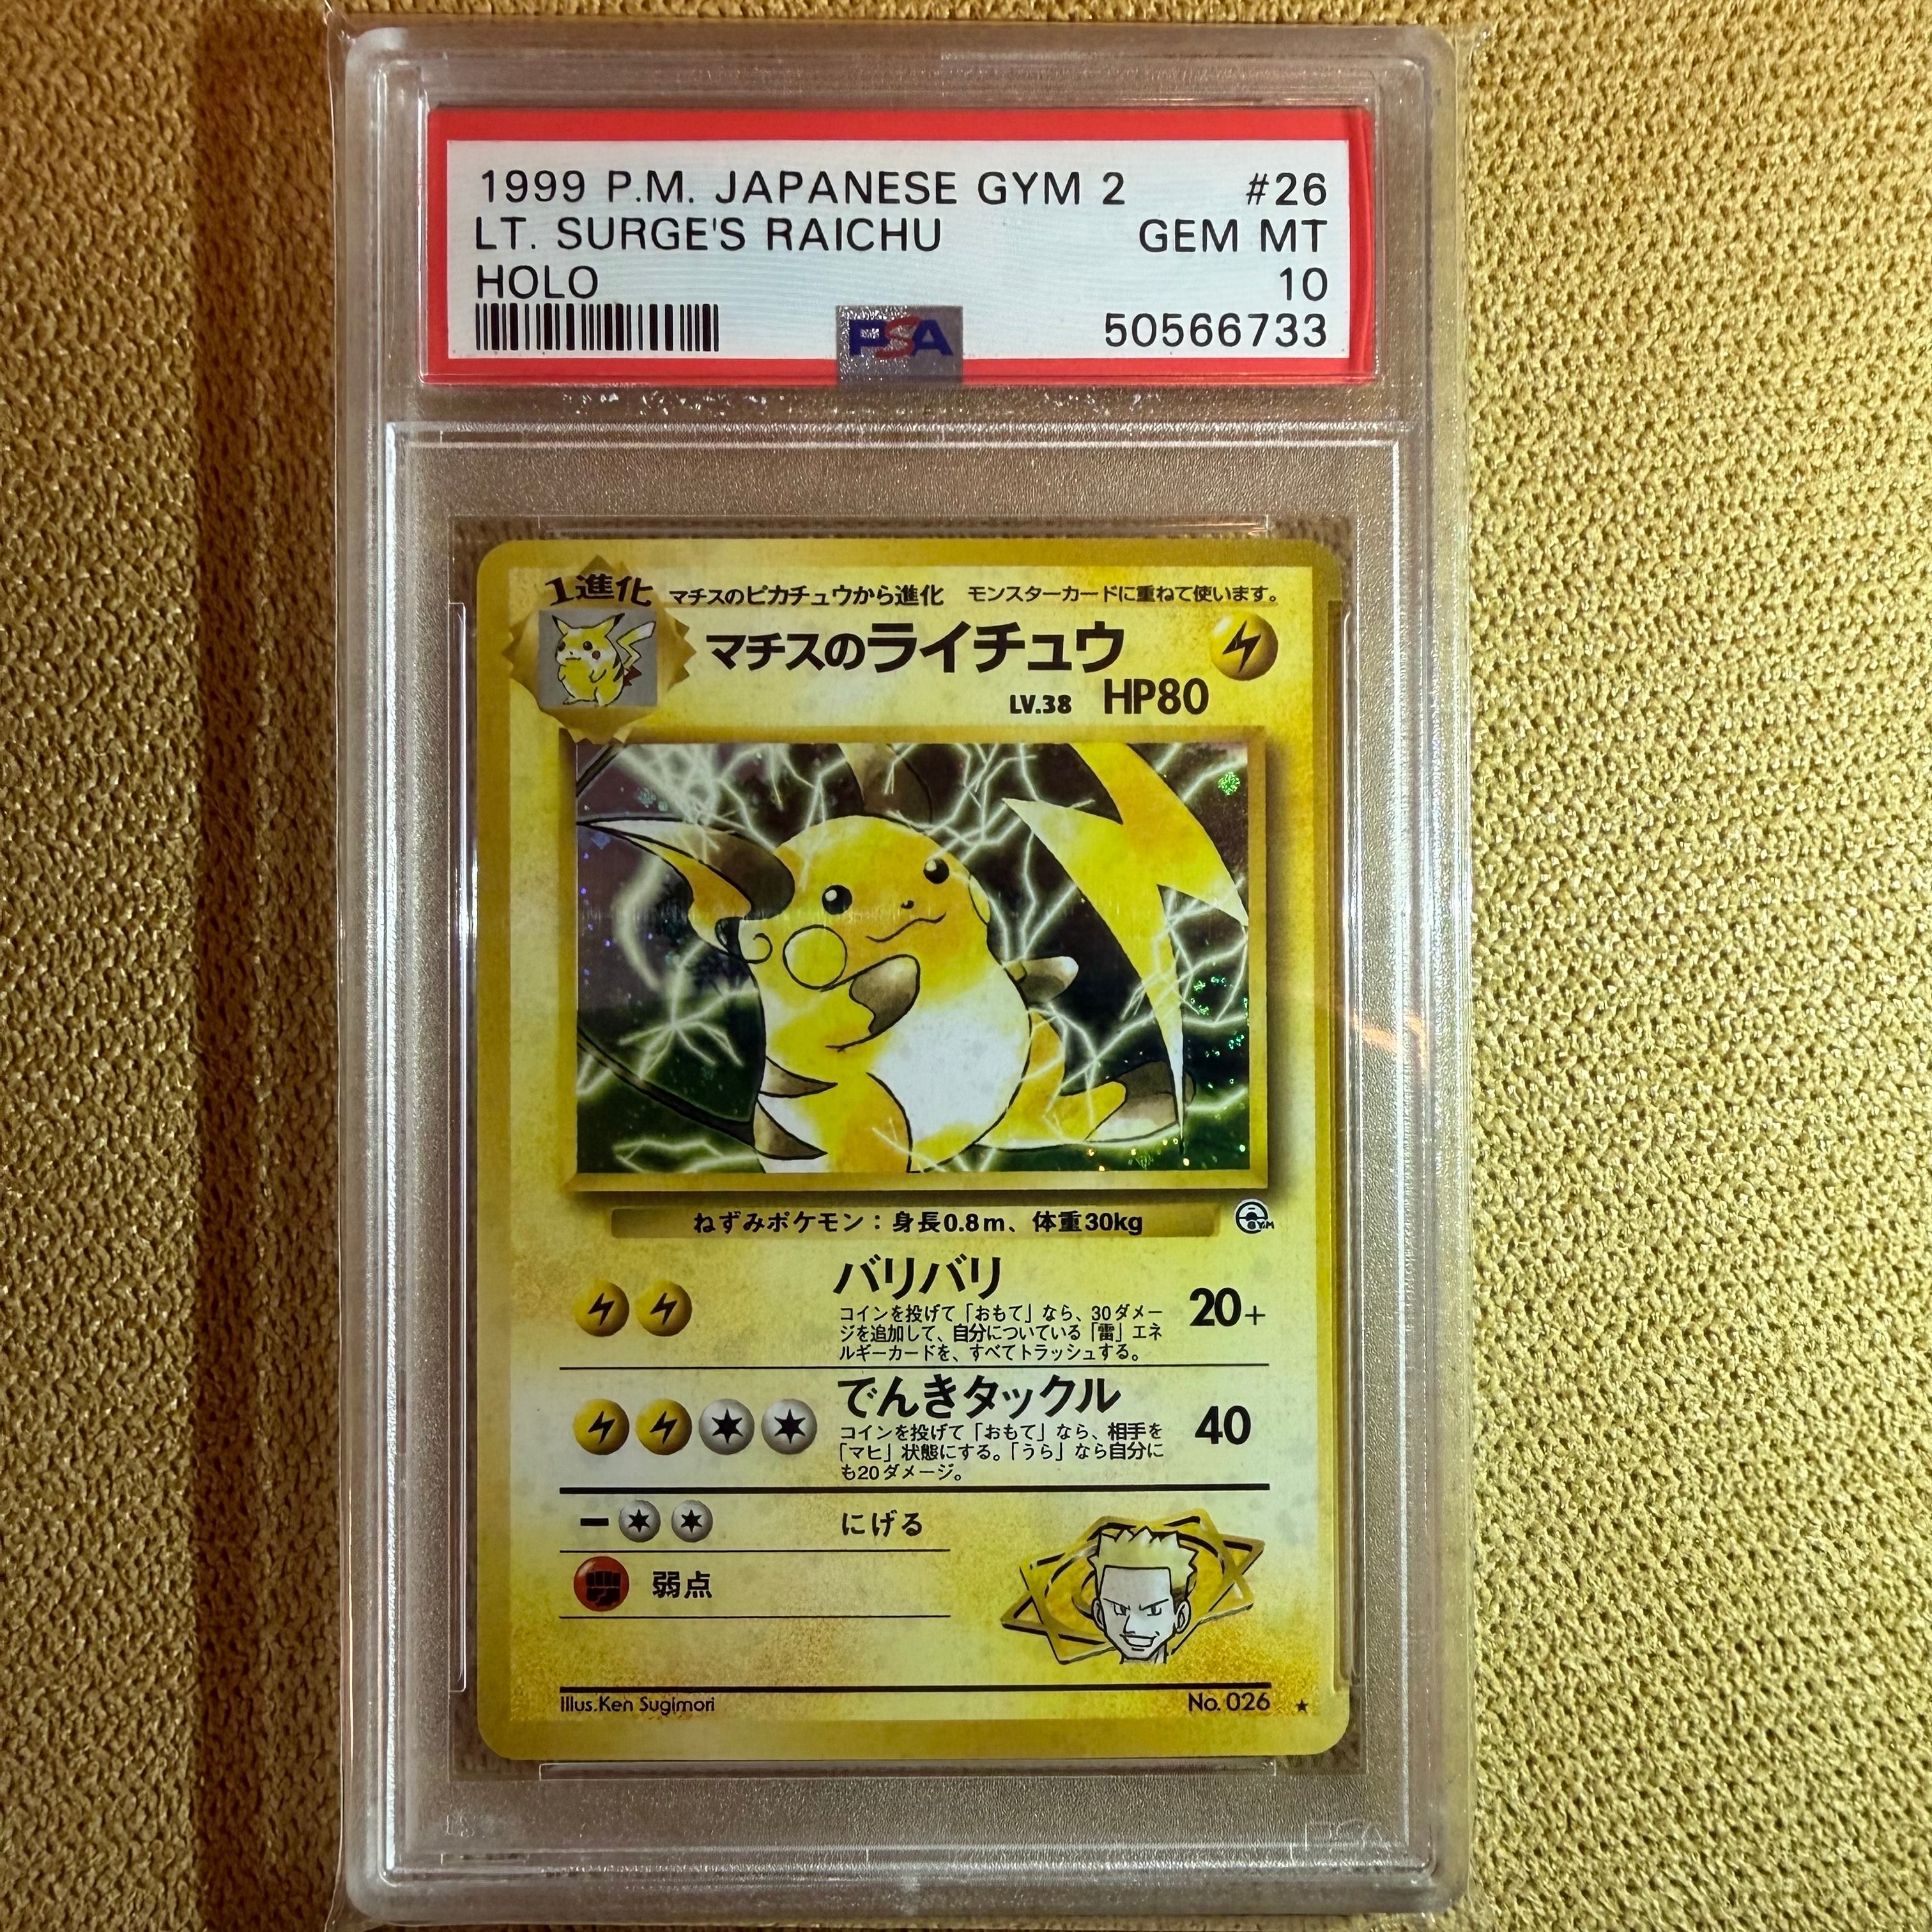 1999 P.M. JAPANESE GYM 2 #26
LT. SURGE'S RAICHU GEM MT
HOLO 10
PSA 50566733
1進化 マチスのピカチュウから進化 モンスターカードに重ねて使います。
マチスのライチュウ
LV.38 HP80
ねずみポケモン：身長0.8m、体重30kg
GYM
バリバリ
コインを投げて「おもて」なら、30ダメー
ジを追加して、自分についている「雷」エネ
ルギーカードを、すべてトラッシュする。
20+
でんきタックル
コインを投げて「おもて」なら、相手を
「マヒ」状態にする。「うら」なら自分に
も20ダメージ。
40
にげる
弱点
Illus.Ken Sugimori No. 026 ★
PSA